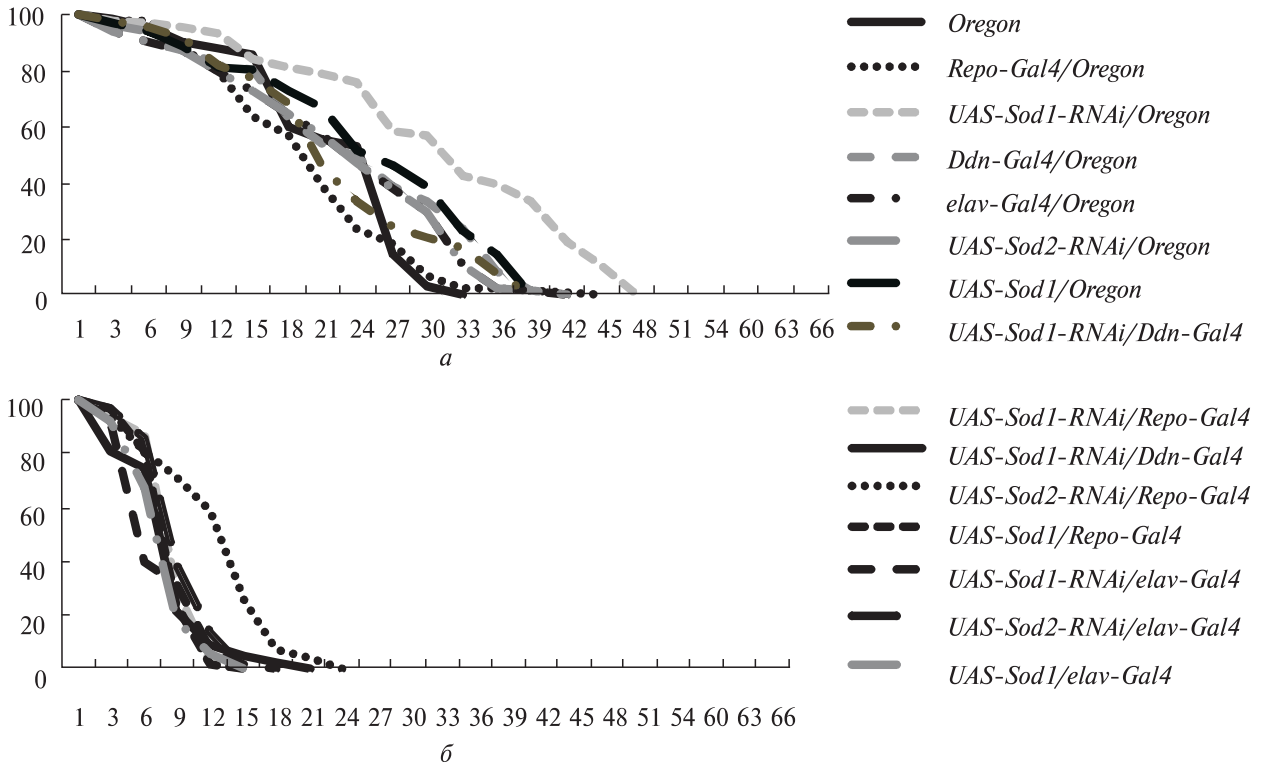 100
80
60
40
20
0
1 3 6 9 12 15 18 21 24 27 30 33 36 39 42 45 48 51 54 60 63 66
а
Oregon
Repo-Gal4/Oregon
UAS-Sod1-RNAi/Oregon
Ddn-Gal4/Oregon
elav-Gal4/Oregon
UAS-Sod2-RNAi/Oregon
UAS-Sod1/Oregon
UAS-Sod1-RNAi/Ddn-Gal4
100
80
60
40
20
0
1 3 6 9 12 15 18 21 24 27 30 33 36 39 42 45 48 51 54 60 63 66
б
UAS-Sod1-RNAi/Repo-Gal4
UAS-Sod1-RNAi/Ddn-Gal4
UAS-Sod2-RNAi/Repo-Gal4
UAS-Sod1/Repo-Gal4
UAS-Sod1-RNAi/elav-Gal4
UAS-Sod2-RNAi/elav-Gal4
UAS-Sod1/elav-Gal4